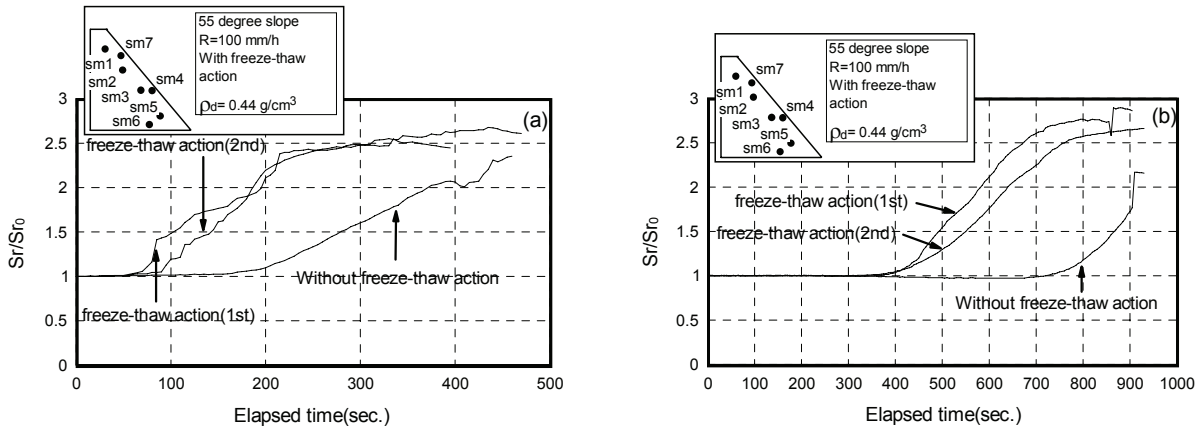 55 degree slope
R=100 mm/h
With freeze-thaw
action
ρd= 0.44 g/cm3
sm7
sm1
sm2
sm4
sm3
sm5
sm6
(a)
freeze-thaw action(2nd)
Without freeze-thaw action
freeze-thaw action(1st)
3
2.5
2
1.5
1
0.5
0
Sr/Sr0
0 100 200 300 400 500
Elapsed time(sec.)
55 degree slope
R=100 mm/h
With freeze-thaw
action
ρd= 0.44 g/cm3
sm7
sm1
sm2
sm4
sm3
sm5
sm6
(b)
freeze-thaw action(1st)
freeze-thaw action(2nd)
Without freeze-thaw action
3
2.5
2
1.5
1
0.5
0
Sr/Sr0
0 100 200 300 400 500 600 700 800 900 1000
Elapsed time(sec.)